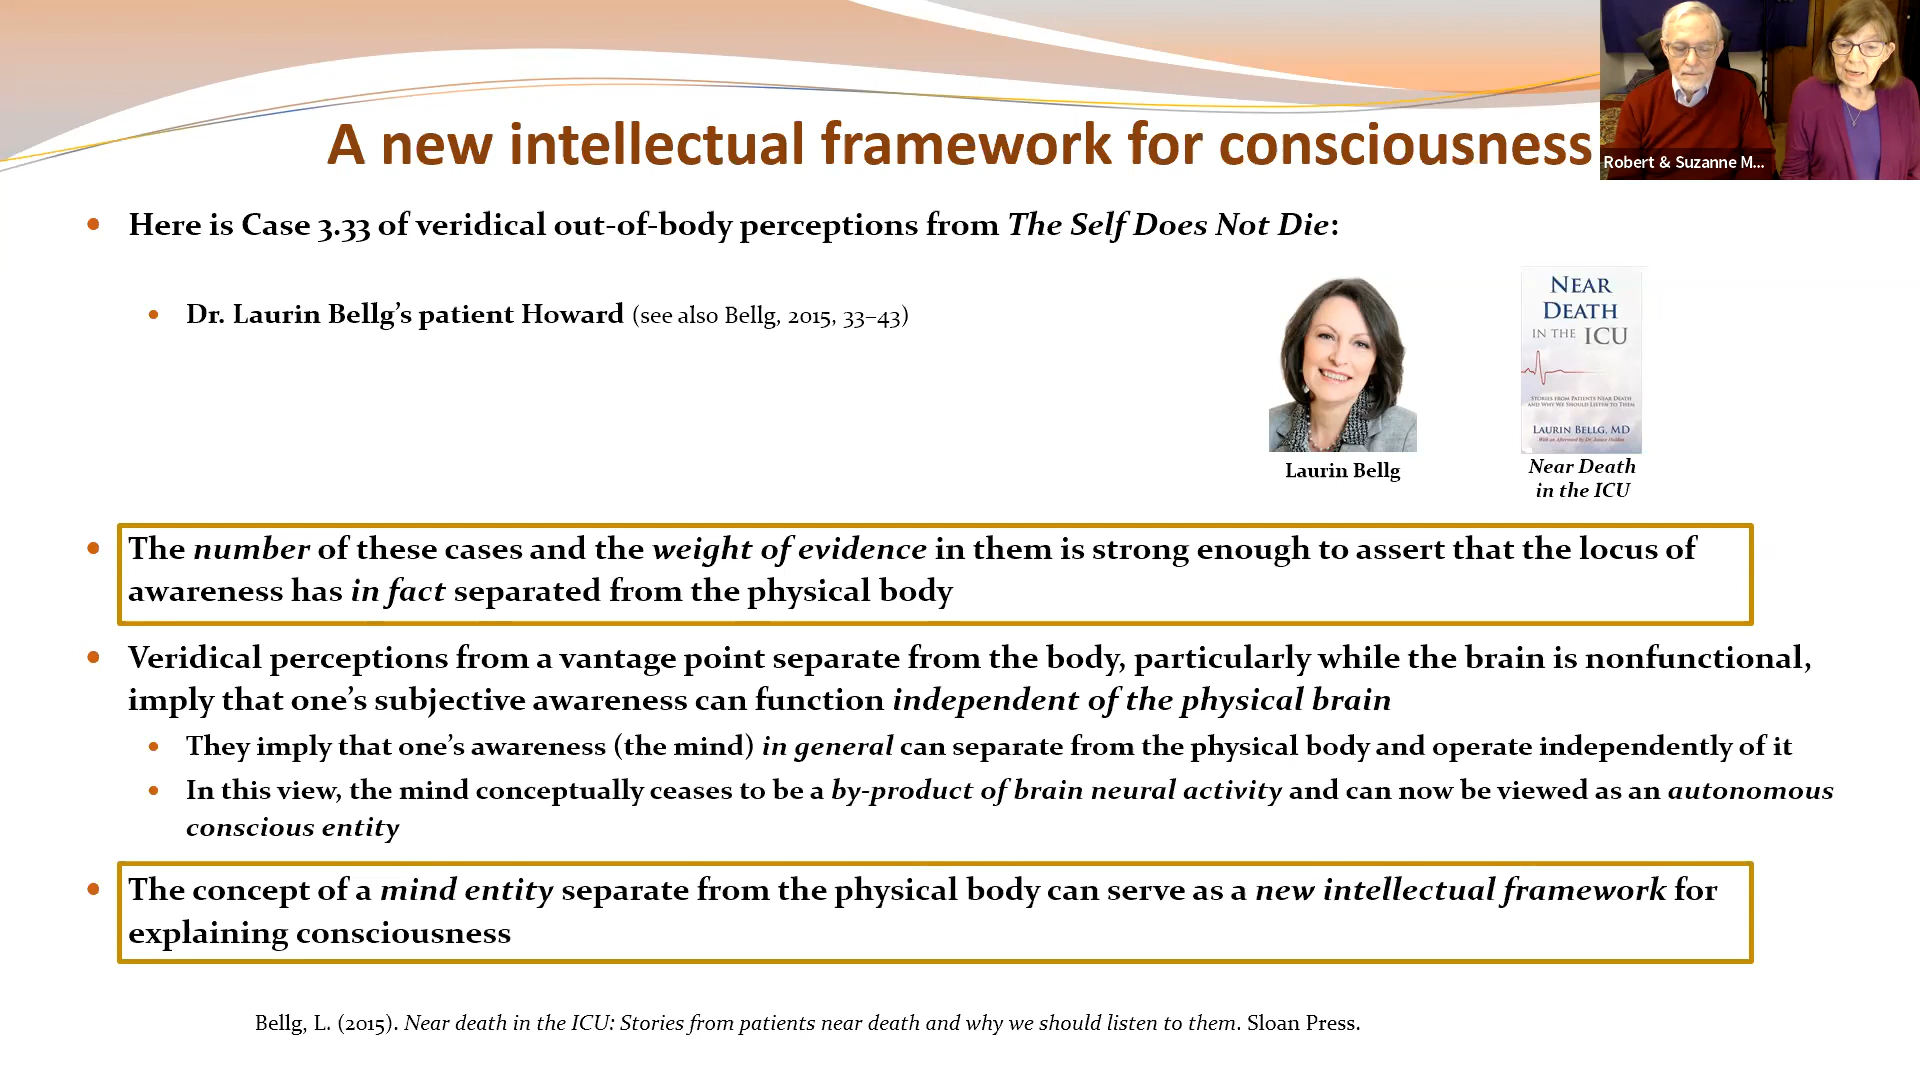 Robert & Suzanne M...
A new intellectual framework for consciousness
• Here is Case 3.33 of veridical out-of-body perceptions from The Self Does Not Die:
• Dr. Laurin Bellg’s patient Howard (see also Bellg, 2015, 33–43)
NEAR
DEATH
IN THE ICU
STORIES FROM PATIENTS NEAR DEATH
AND WHY WE SHOULD LISTEN TO THEM
LAURIN BELLG, MD
With an Afterword by Dr. Janice Holden
Laurin Bellg
Near Death
in the ICU
• The number of these cases and the weight of evidence in them is strong enough to assert that the locus of
awareness has in fact separated from the physical body
• Veridical perceptions from a vantage point separate from the body, particularly while the brain is nonfunctional,
imply that one’s subjective awareness can function independent of the physical brain
• They imply that one’s awareness (the mind) in general can separate from the physical body and operate independently of it
• In this view, the mind conceptually ceases to be a by-product of brain neural activity and can now be viewed as an autonomous
conscious entity
• The concept of a mind entity separate from the physical body can serve as a new intellectual framework for
explaining consciousness
Bellg, L. (2015). Near death in the ICU: Stories from patients near death and why we should listen to them. Sloan Press.